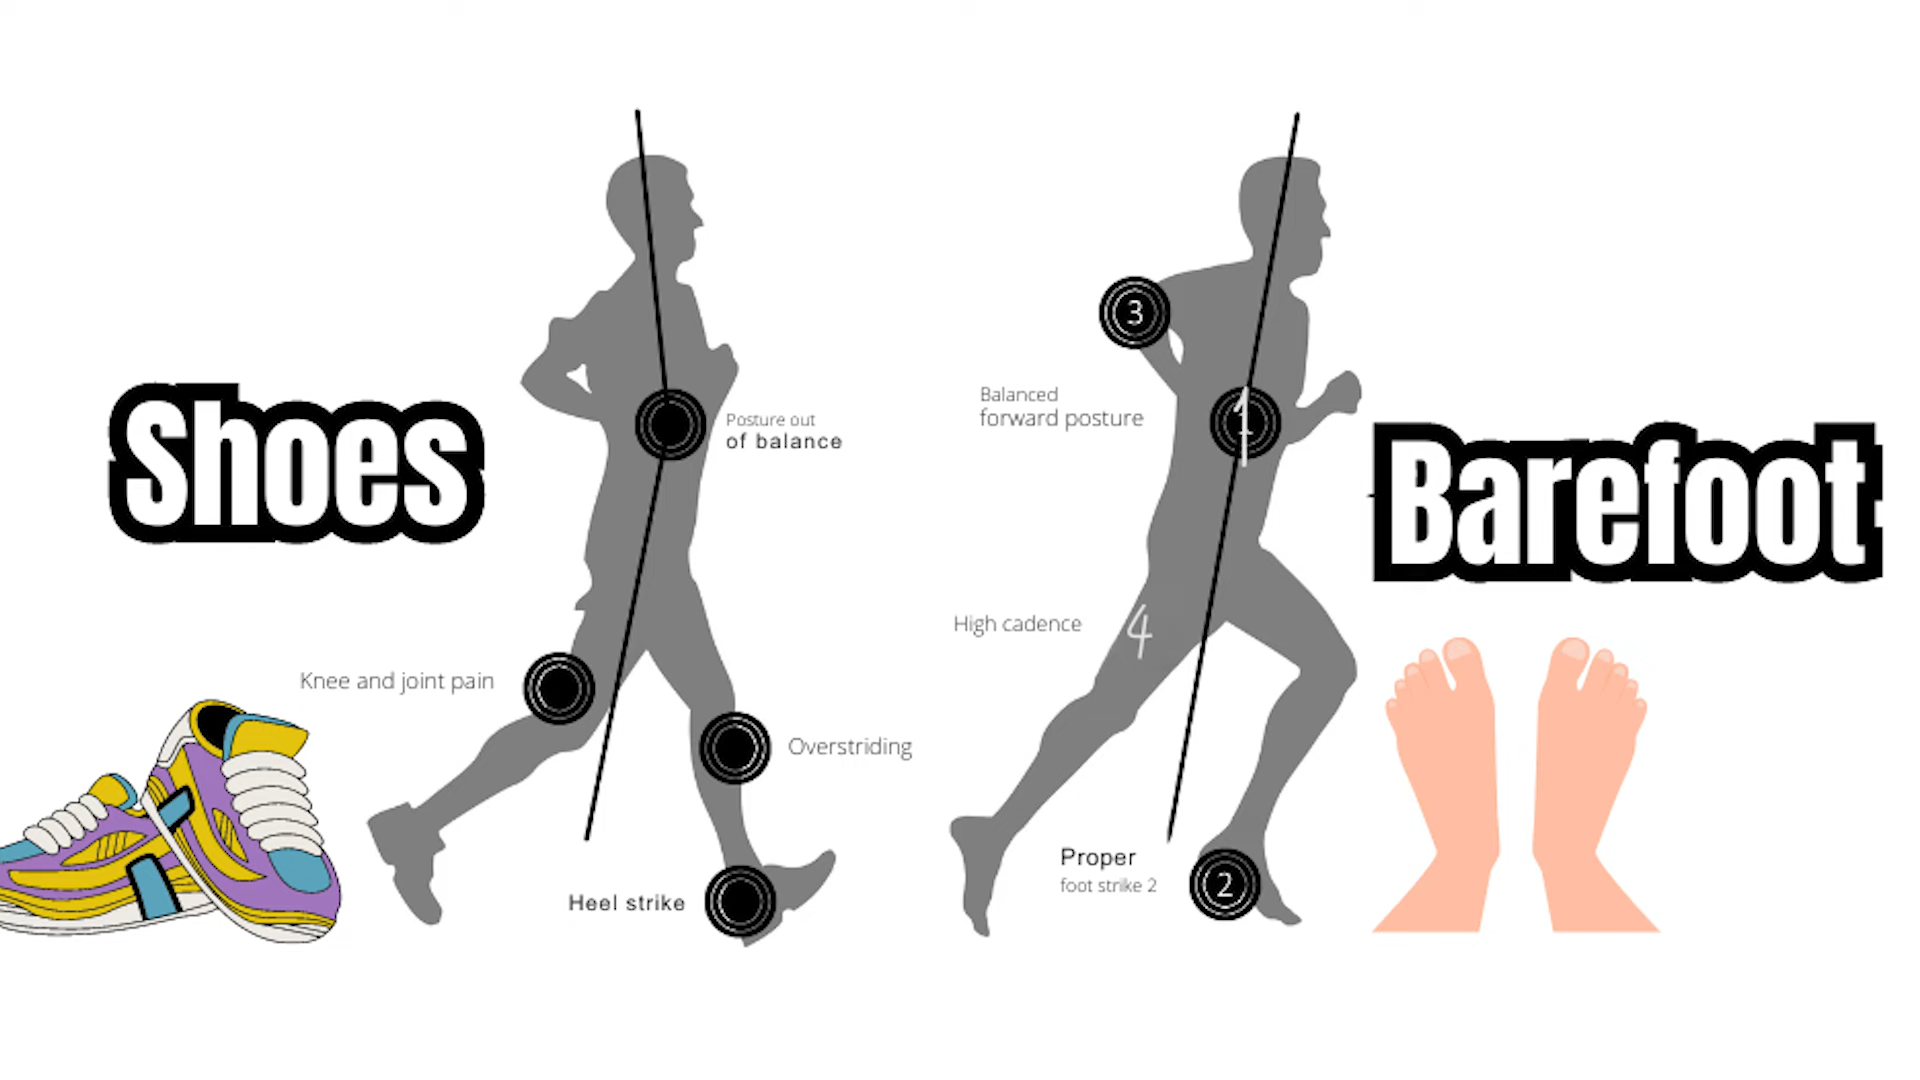 Shoes
Posture out
of balance
Knee and joint pain
Overstriding
Heel strike
3
Balanced
forward posture
1
Barefoot
High cadence
4
Proper
foot strike 2
2